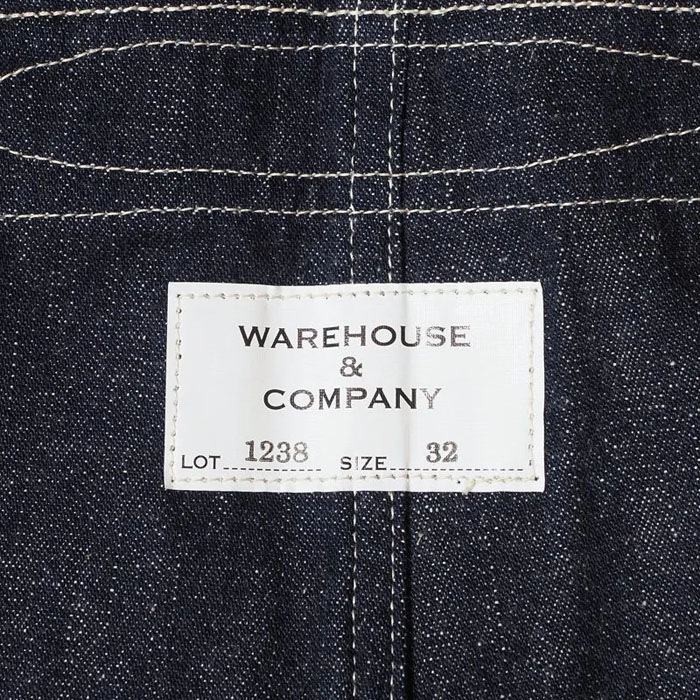 WAREHOUSE
&
COMPANY
LOT..............1238 SIZE..............32